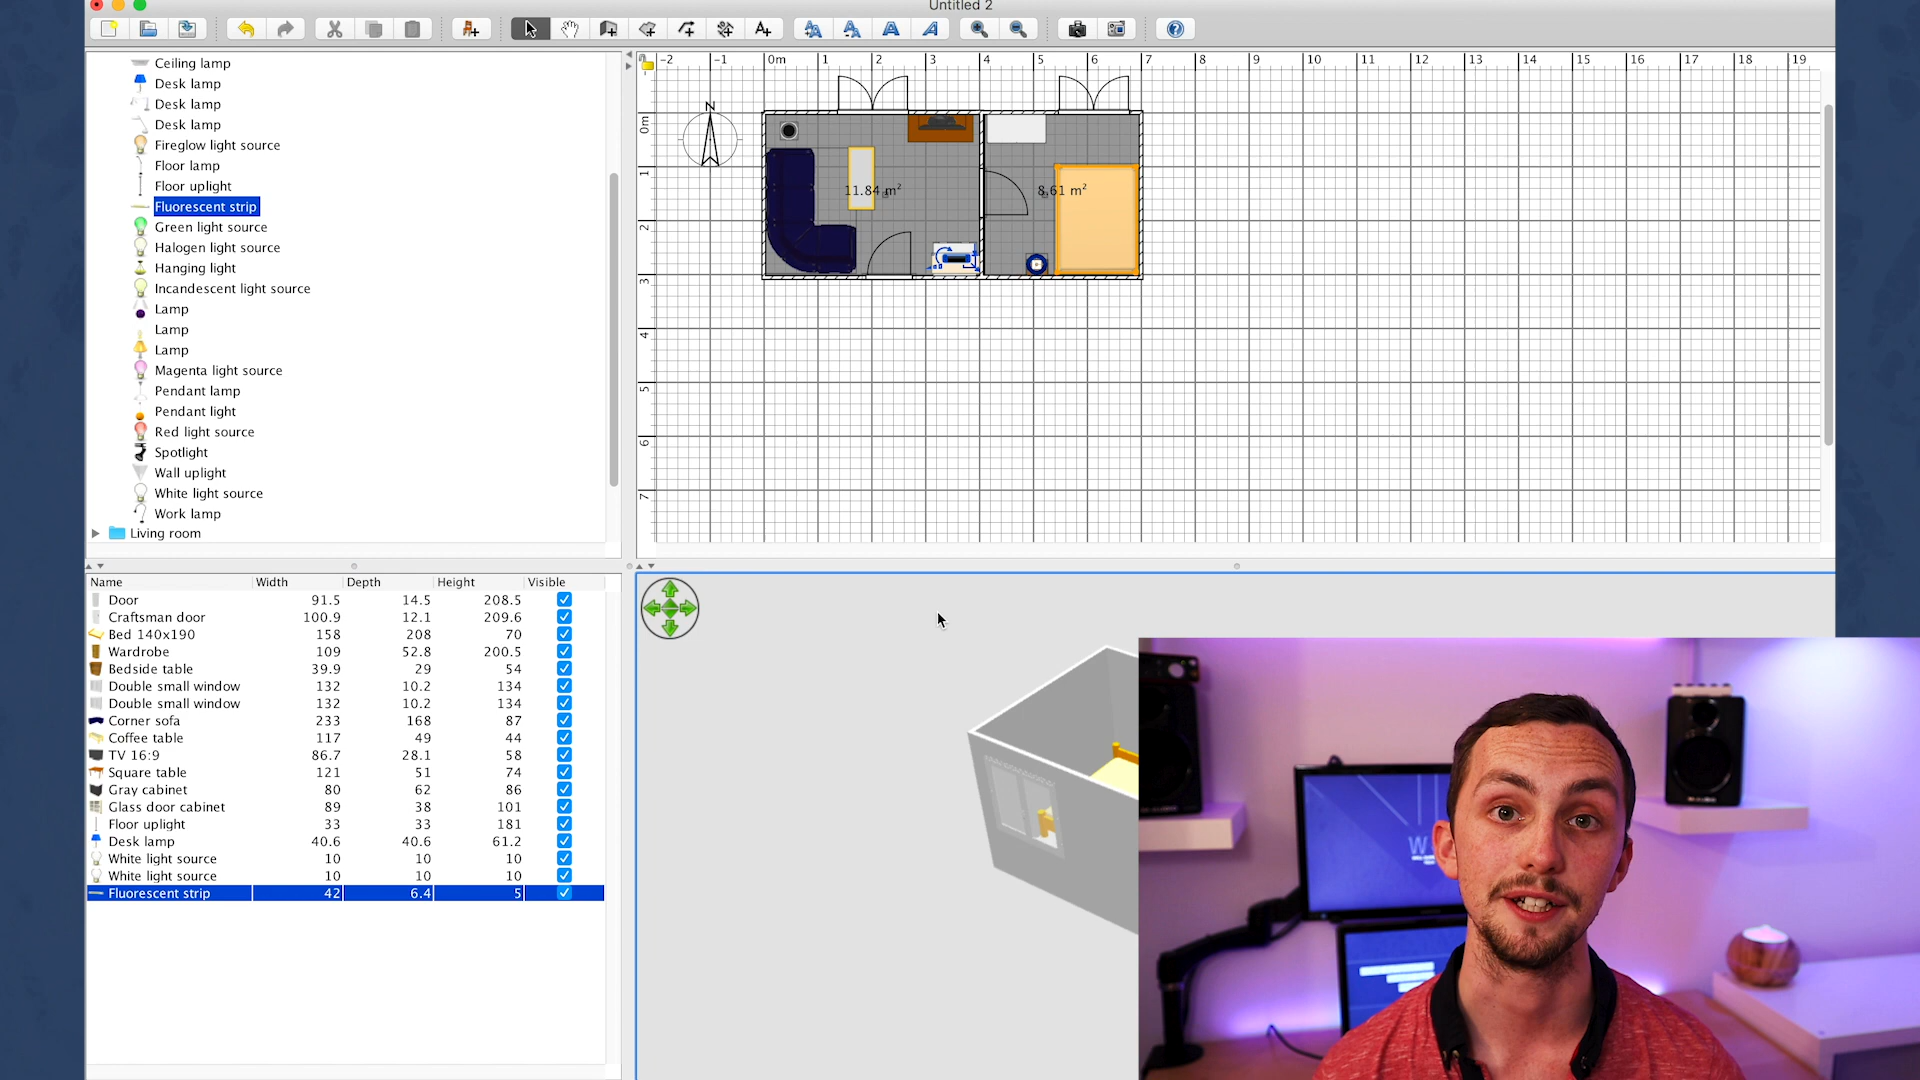 Untitled 2
Ceiling lamp
Desk lamp
Desk lamp
Desk lamp
Fireglow light source
Floor lamp
Floor uplight
Fluorescent strip
Green light source
Halogen light source
Hanging light
Incandescent light source
Lamp
Lamp
Lamp
Magenta light source
Pendant lamp
Pendant light
Red light source
Spotlight
Wall uplight
White light source
Work lamp
Living room
-2 -1 0m 1 2 3 4 5 6 7 8 9 10 11 12 13 14 15 16 17 18 19
0m
1
2
3
4
5
6
7
N
11.84 m²
8.61 m²
Name Width Depth Height Visible
Door 91.5 14.5 208.5
Craftsman door 100.9 12.1 209.6
Bed 140x190 158 208 70
Wardrobe 109 52.8 200.5
Bedside table 39.9 29 54
Double small window 132 10.2 134
Double small window 132 10.2 134
Corner sofa 233 168 87
Coffee table 117 49 44
TV 16:9 86.7 28.1 58
Square table 121 51 74
Gray cabinet 80 62 86
Glass door cabinet 89 38 101
Floor uplight 33 33 181
Desk lamp 40.6 40.6 61.2
White light source 10 10 10
White light source 10 10 10
Fluorescent strip 42 6.4 5